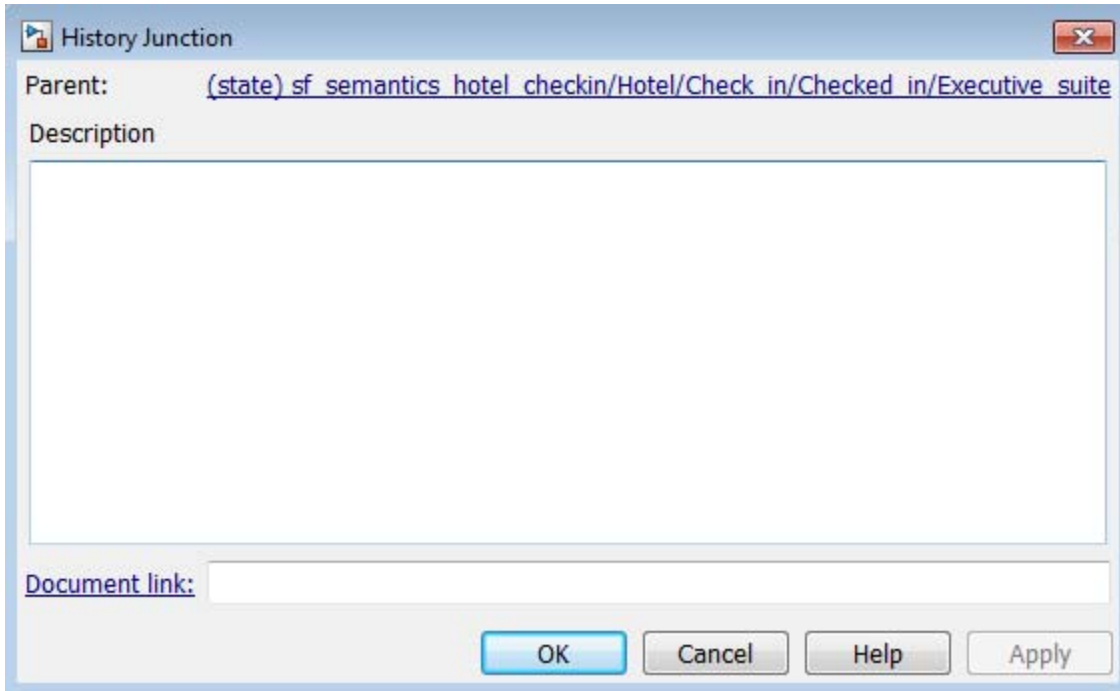 History Junction
Parent: (state) sf_semantics_hotel_checkin/Hotel/Check_in/Checked_in/Executive_suite
Description
Document link:
OK Cancel Help Apply